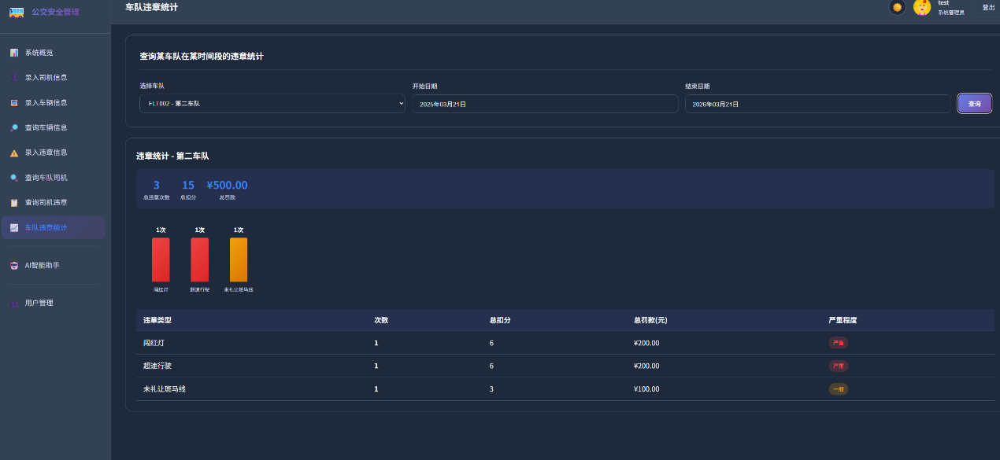 公交安全管理
车队违章统计
test
系统管理员
登出
系统概览
录入司机信息
录入车辆信息
查询车辆信息
录入违章信息
查询车队司机
查询司机违章
车队违章统计
AI智能助手
用户管理
查询某车队在某时间段的违章统计
选择车队
开始日期
结束日期
FLT002 - 第二车队
2025年03月21日
2026年03月21日
查询
违章统计 - 第二车队
3 15 ¥500.00
总违章次数 总扣分 总罚款
1次 1次 1次
闯红灯 超速行驶 未礼让斑马线
违章类型 次数 总扣分 总罚款(元) 严重程度
闯红灯 1 6 ¥200.00 严重
超速行驶 1 6 ¥200.00 严重
未礼让斑马线 1 3 ¥100.00 一般